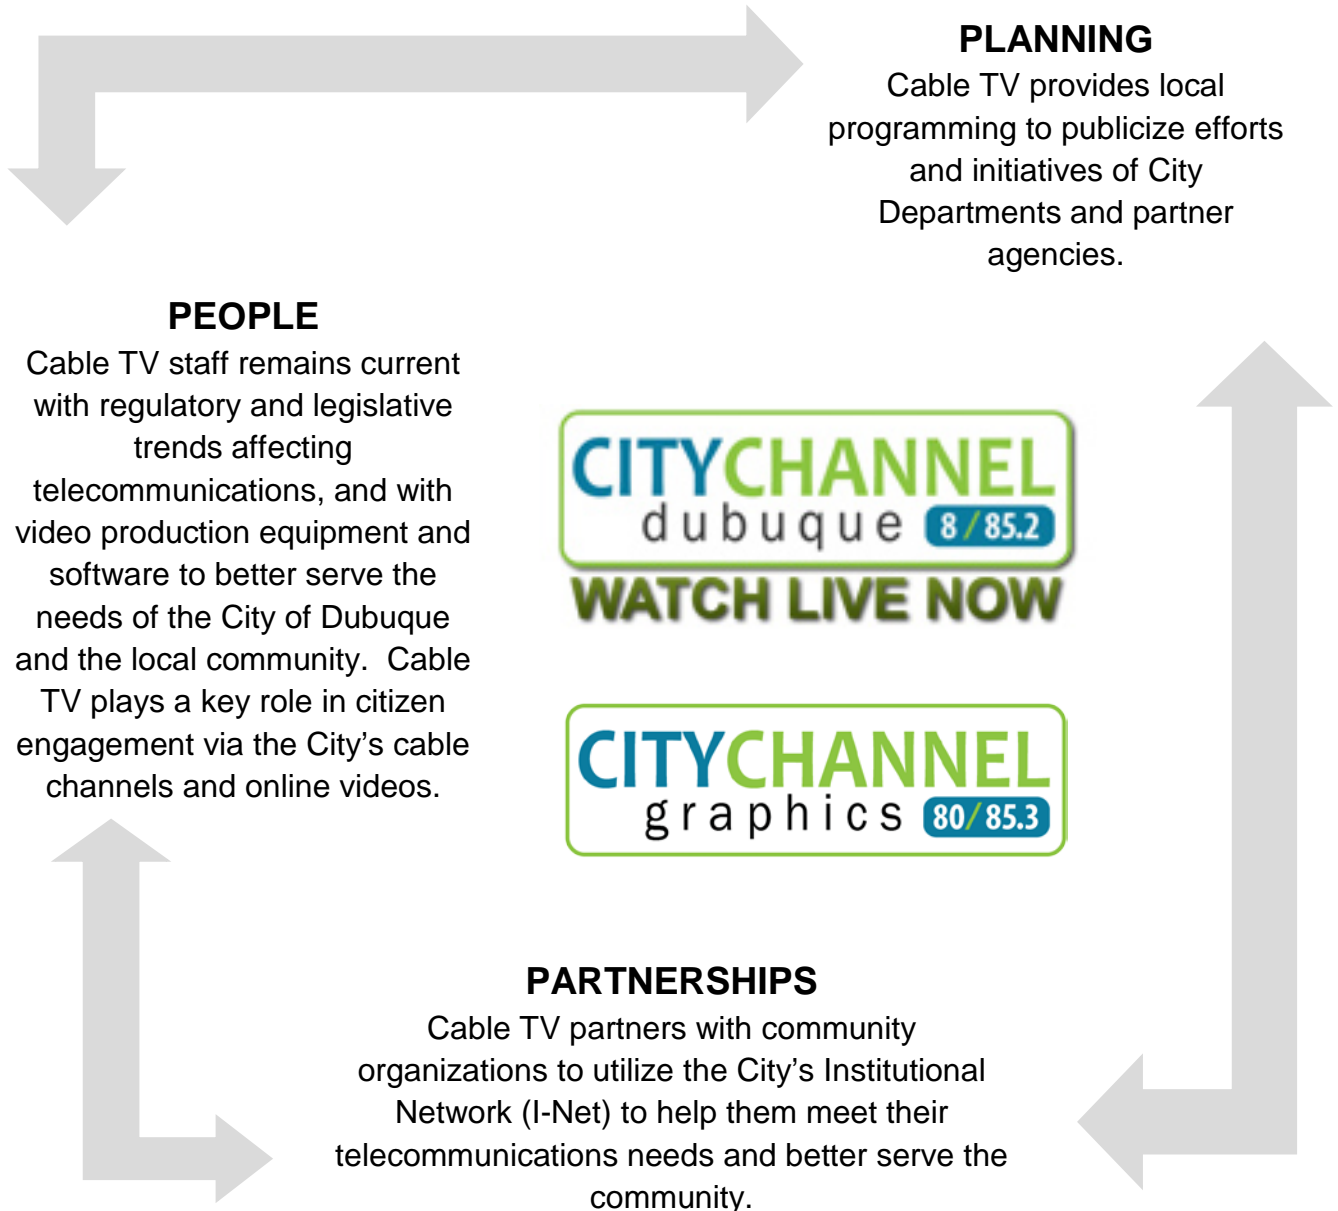 PLANNING
Cable TV provides local
programming to publicize efforts
and initiatives of City
Departments and partner
agencies.
PEOPLE
Cable TV staff remains current
with regulatory and legislative
trends affecting
telecommunications, and with
video production equipment and
software to better serve the
needs of the City of Dubuque
and the local community.  Cable
TV plays a key role in citizen
engagement via the City’s cable
channels and online videos.
CITYCHANNEL
dubuque 8/85.2
WATCH LIVE NOW
CITYCHANNEL
graphics 80/85.3
PARTNERSHIPS
Cable TV partners with community
organizations to utilize the City’s Institutional
Network (I-Net) to help them meet their
telecommunications needs and better serve the
community.